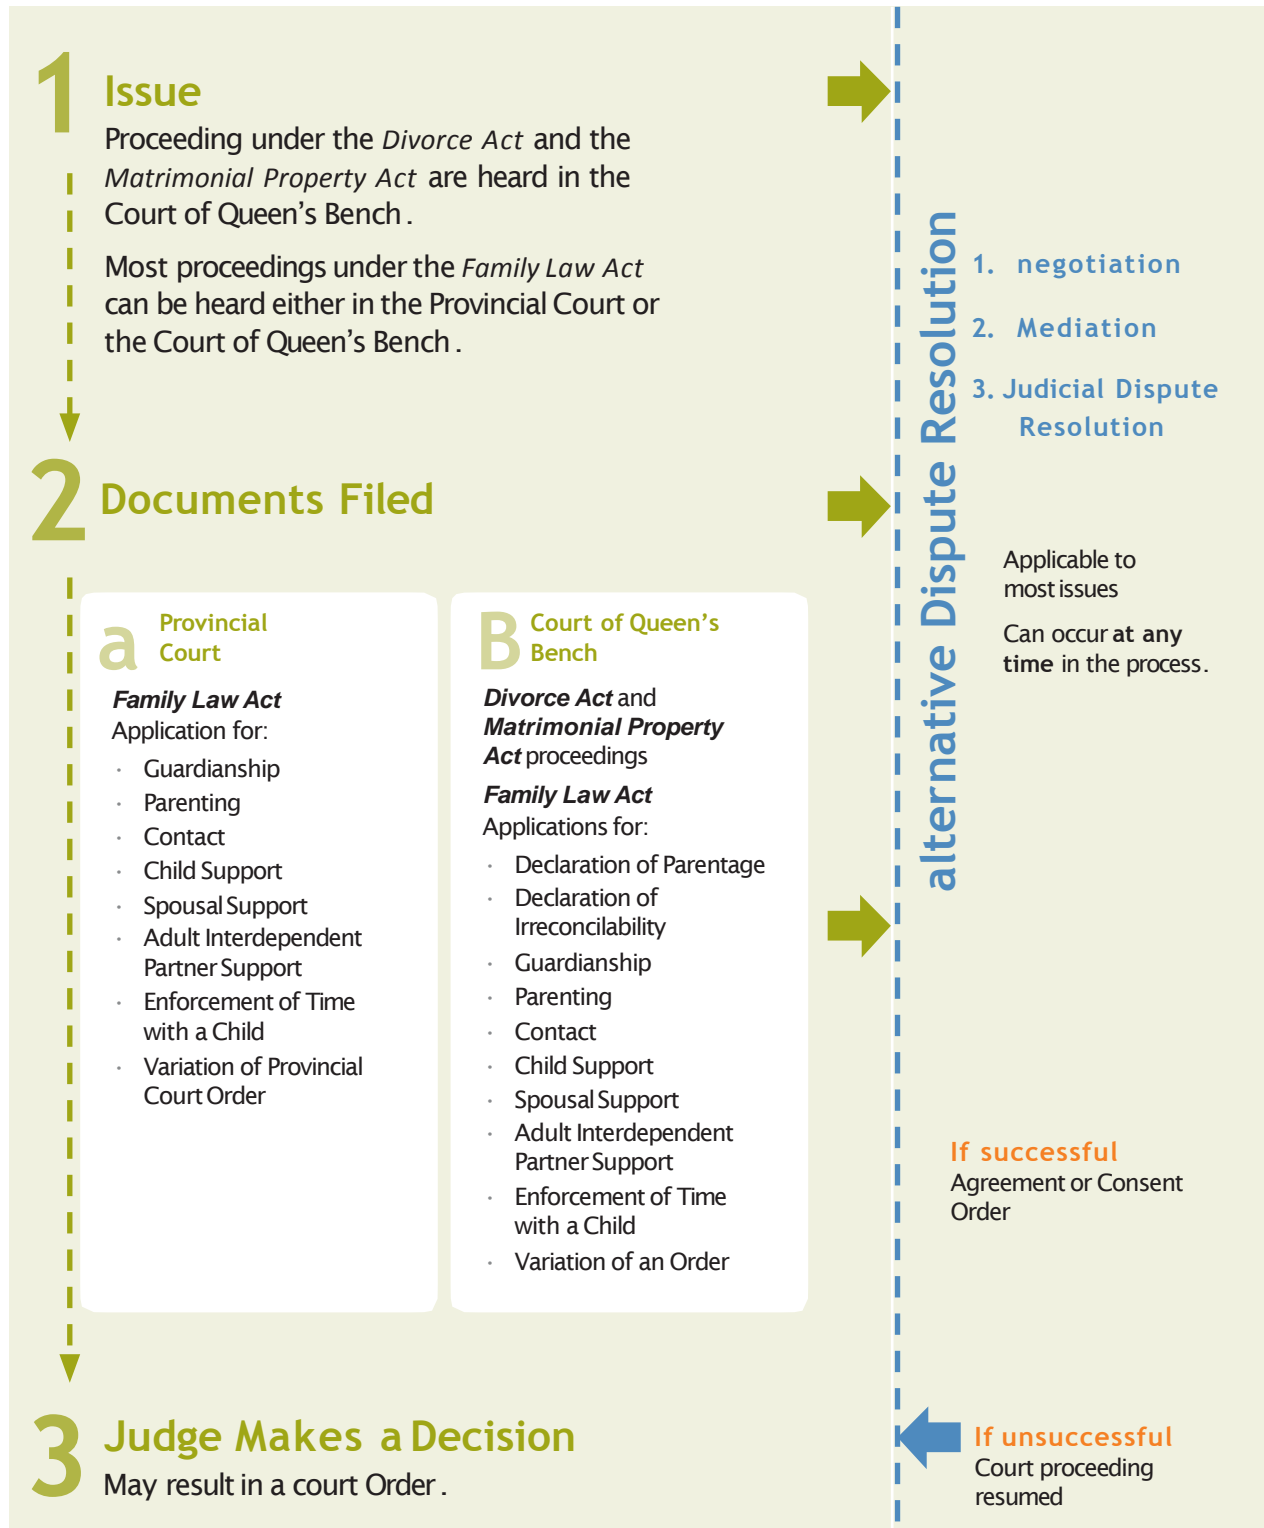 1 Issue
Proceeding under the Divorce Act and the
Matrimonial Property Act are heard in the
Court of Queen's Bench.
Most proceedings under the Family Law Act
can be heard either in the Provincial Court or
the Court of Queen's Bench.
2 Documents Filed
a Provincial
Court
Family Law Act
Application for:
· Guardianship
· Parenting
· Contact
· Child Support
· Spousal Support
· Adult Interdependent
Partner Support
· Enforcement of Time
with a Child
· Variation of Provincial
Court Order
B Court of Queen's
Bench
Divorce Act and
Matrimonial Property
Act proceedings
Family Law Act
Applications for:
· Declaration of Parentage
· Declaration of
Irreconcilability
· Guardianship
· Parenting
· Contact
· Child Support
· Spousal Support
· Adult Interdependent
Partner Support
· Enforcement of Time
with a Child
· Variation of an Order
3 Judge Makes a Decision
May result in a court Order.
alternative Dispute Resolution
1. negotiation
2. Mediation
3. Judicial Dispute
Resolution
Applicable to
most issues
Can occur at any
time in the process.
If successful
Agreement or Consent
Order
If unsuccessful
Court proceeding
resumed